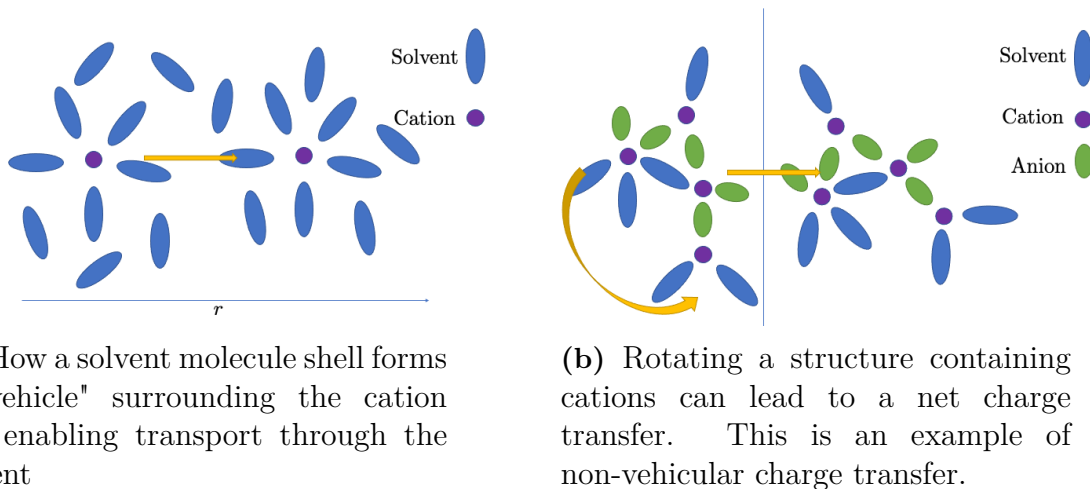 Solvent
Cation
r
How a solvent molecule shell forms
vehicle" surrounding the cation
enabling transport through the
ent
Solvent
Cation
Anion
(b) Rotating a structure containing
cations can lead to a net charge
transfer. This is an example of
non-vehicular charge transfer.